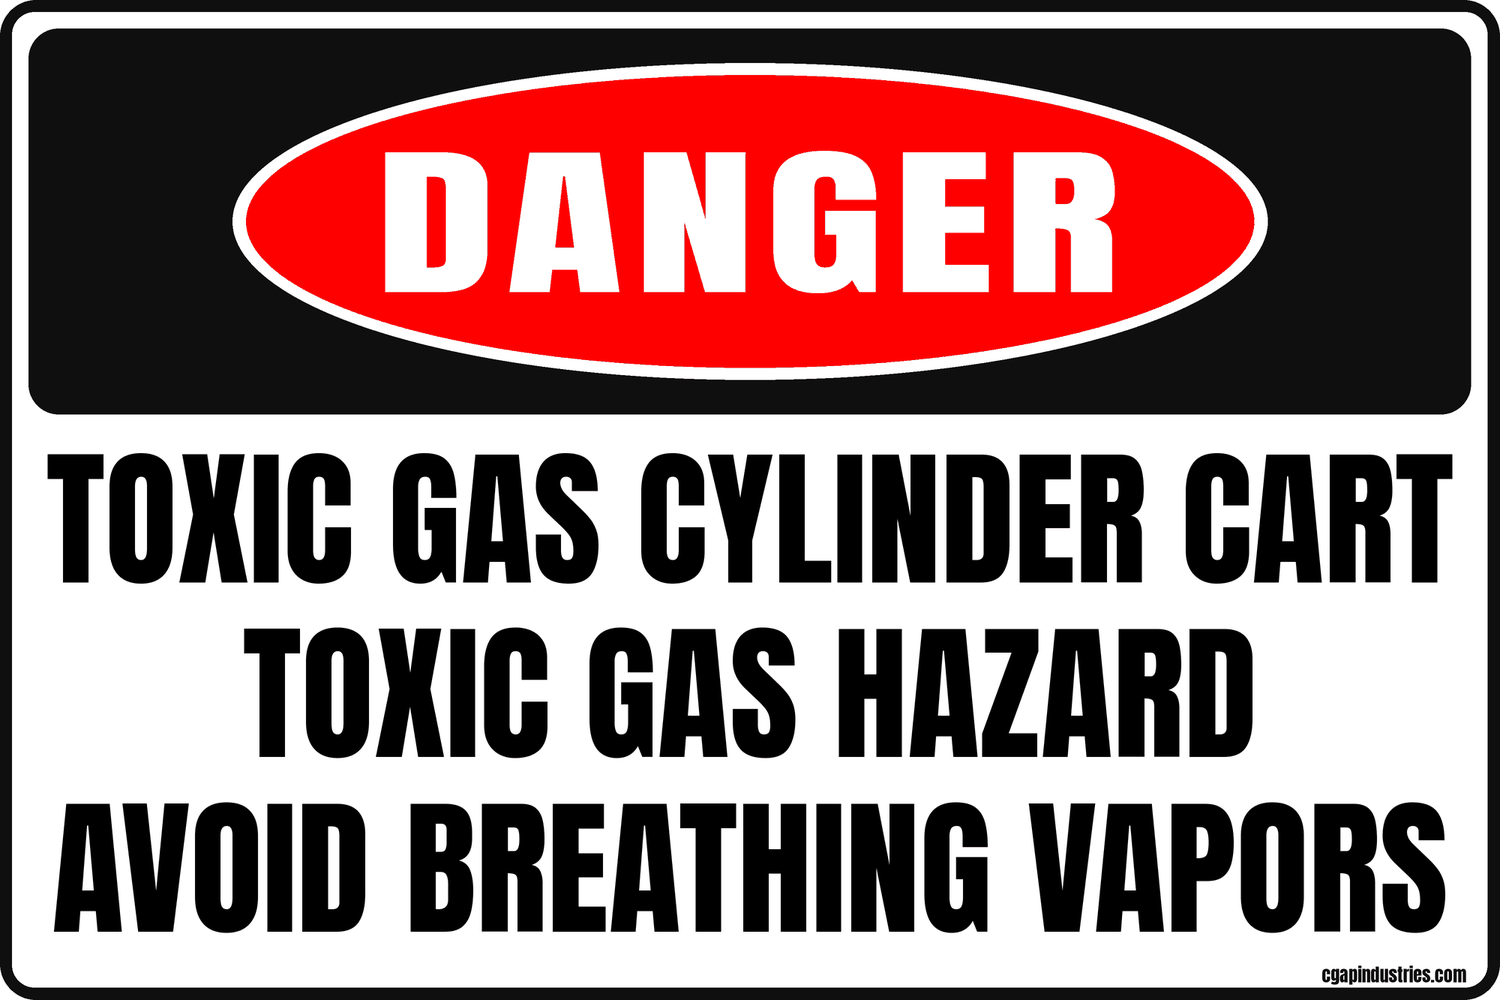 DANGER
TOXIC GAS CYLINDER CART
TOXIC GAS HAZARD
AVOID BREATHING VAPORS
cgapindustries.com